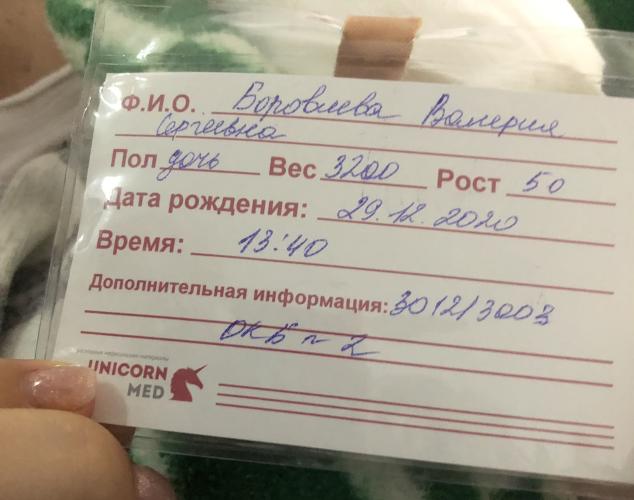 Ф.И.О. Боровлева Валерия
Сергеевна
Пол дочь Вес 3200 Рост 50
Дата рождения: 29.12.2020
Время: 13:40
Дополнительная информация: 3012/3003
ОКБ n 2
UNICORN
MED